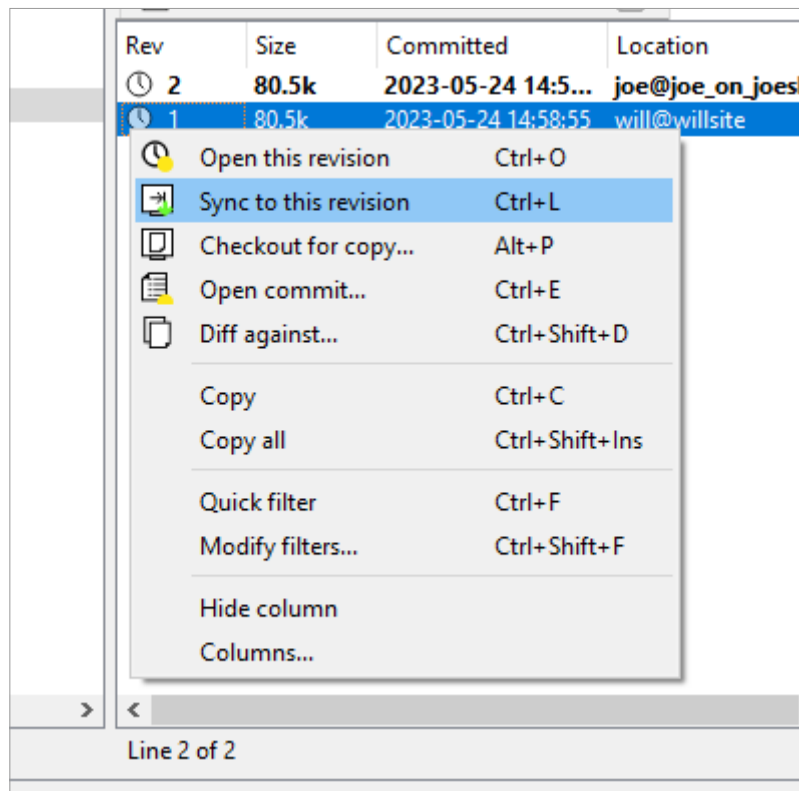 Rev Size Committed Location
2 80.5k 2023-05-24 14:5... joe@joe_on_joes
1 80.5k 2023-05-24 14:58:55 will@willsite
Open this revision Ctrl+O
Sync to this revision Ctrl+L
Checkout for copy... Alt+P
Open commit... Ctrl+E
Diff against... Ctrl+Shift+D
Copy Ctrl+C
Copy all Ctrl+Shift+Ins
Quick filter Ctrl+F
Modify filters... Ctrl+Shift+F
Hide column
Columns...
Line 2 of 2